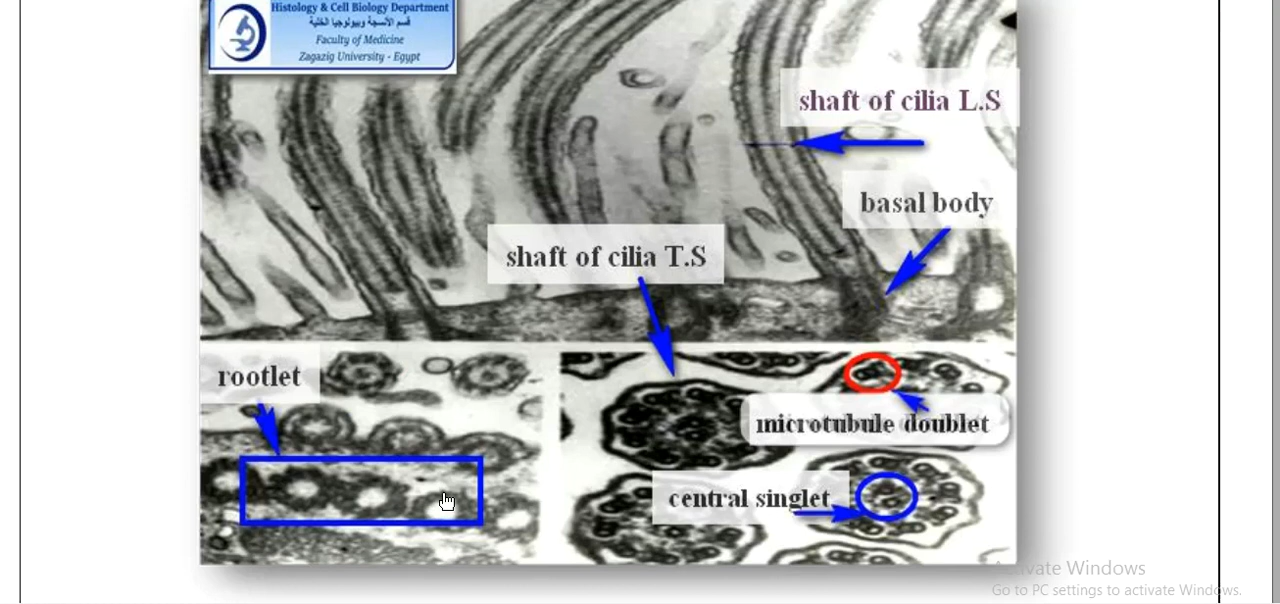 Histology & Cell Biology Department
قسم الأنسجة وبيولوجيا الخلية
Faculty of Medicine
Zagazig University - Egypt
shaft of cilia L.S
basal body
shaft of cilia T.S
rootlet
microtubule doublet
central singlet
Activate Windows
Go to PC settings to activate Windows.